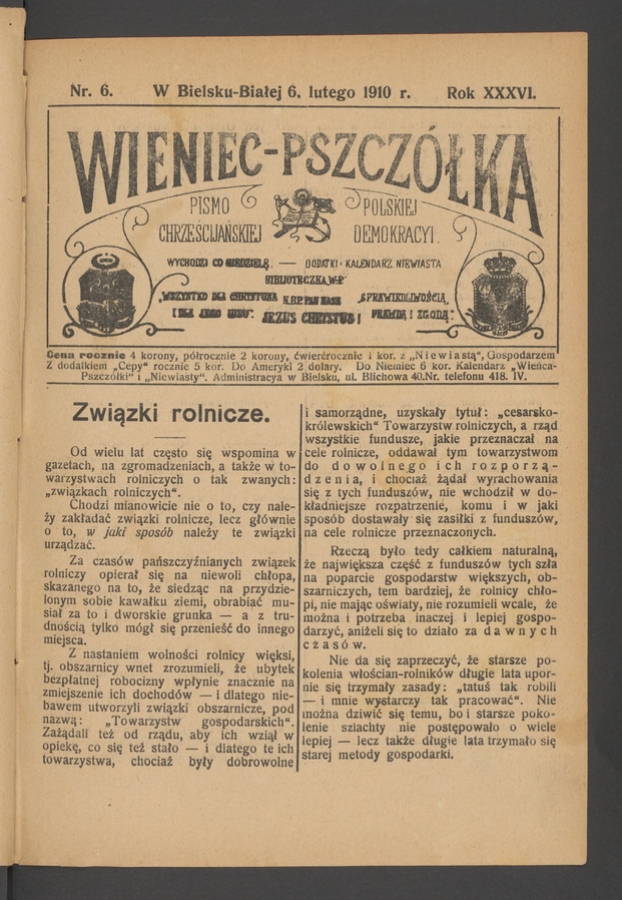 Nr. 6. W Bielsku-Białej 6. lutego 1910 r. Rok XXXVI.
WIENIEC-PSZCZÓŁKA
PISMO POLSKIEJ
CHRZEŚCIJAŃSKIEJ DEMOKRACYI.
WYCHODZI CO NIEDZIELĘ. — DODATKI: KALENDARZ NIEWIASTA
BIBLIOTECZKA W-P
„WSZYSTKO DLA CHRYSTUSA SPRAWIEDLIWOŚCIĄ,
I DLA JEGO LUDU“. JEZUS CHRYSTUS! PRAWDĄ! ZGODĄ“.
Cena rocznie 4 korony, półrocznie 2 korony, ćwierćrocznie 1 kor. z „Niewiastą“, Gospodarzem
Z dodatkiem „Cepy“ rocznie 5 kor. Do Ameryki 2 dolary. Do Niemiec 6 kor. Kalendarz „Wieńca-
Pszczółki“ i „Niewiasty“. Administracya w Bielsku, ul. Blichowa 40. Nr. telefonu 418. IV.
Związki rolnicze.
Od wielu lat często się wspomina w
gazetach, na zgromadzeniach, a także w to-
warzystwach rolniczych o tak zwanych:
„związkach rolniczych“.
Chodzi mianowicie nie o to, czy nale-
ży zakładać związki rolnicze, lecz głównie
o to, w jaki sposób należy te związki
urządzać.
Za czasów pańszczyźnianych związek
rolniczy opierał się na niewoli chłopa,
skazanego na to, że siedząc na przydzie-
lonym sobie kawałku ziemi, obrabiać mu-
siał za to i dworskie grunka — a z tru-
dnością tylko mógł się przenieść do innego
miejsca.
Z nastaniem wolności rolnicy więksi,
tj. obszarnicy wnet zrozumieli, że ubytek
bezpłatnej robocizny wpłynie znacznie na
zmiejszenie ich dochodów — i dlatego nie-
bawem utworzyli związki obszarnicze, pod
nazwą: „Towarzystw gospodarskich“.
Zażądali też od rządu, aby ich wziął w
opiekę, co się też stało — i dlatego te ich
towarzystwa, chociaż były dobrowolne
i samorządne, uzyskały tytuł: „cesarsko-
królewskich“ Towarzystw rolniczych, a rząd
wszystkie fundusze, jakie przeznaczał na
cele rolnicze, oddawał tym towarzystwom
do dowolnego ich rozporzą-
dzenia, i chociaż żądał wyrachowania
się z tych funduszów, nie wchodził w do-
kładniejsze rozpatrzenie, komu i w jaki
sposób dostawały się zasiłki z funduszów,
na cele rolnicze przeznaczonych.
Rzeczą było tedy całkiem naturalną,
że największa część z funduszów tych szła
na poparcie gospodarstw większych, ob-
szarniczych, tem bardziej, że rolnicy chło-
pi, nie mając oświaty, nie rozumieli wcale, że
można i potrzeba inaczej i lepiej gospo-
darzyć, aniżeli się to działo za dawnych
czasów.
Nie da się zaprzeczyć, że starsze po-
kolenia włościan-rolników długie lata upor-
nie się trzymały zasady: „tatuś tak robili
— i mnie wystarczy tak pracować“. Nie
można dziwić się temu, bo i starsze poko-
lenie szlachty nie postępowało o wiele
lepiej — lecz także długie lata trzymało się
starej metody gospodarki.